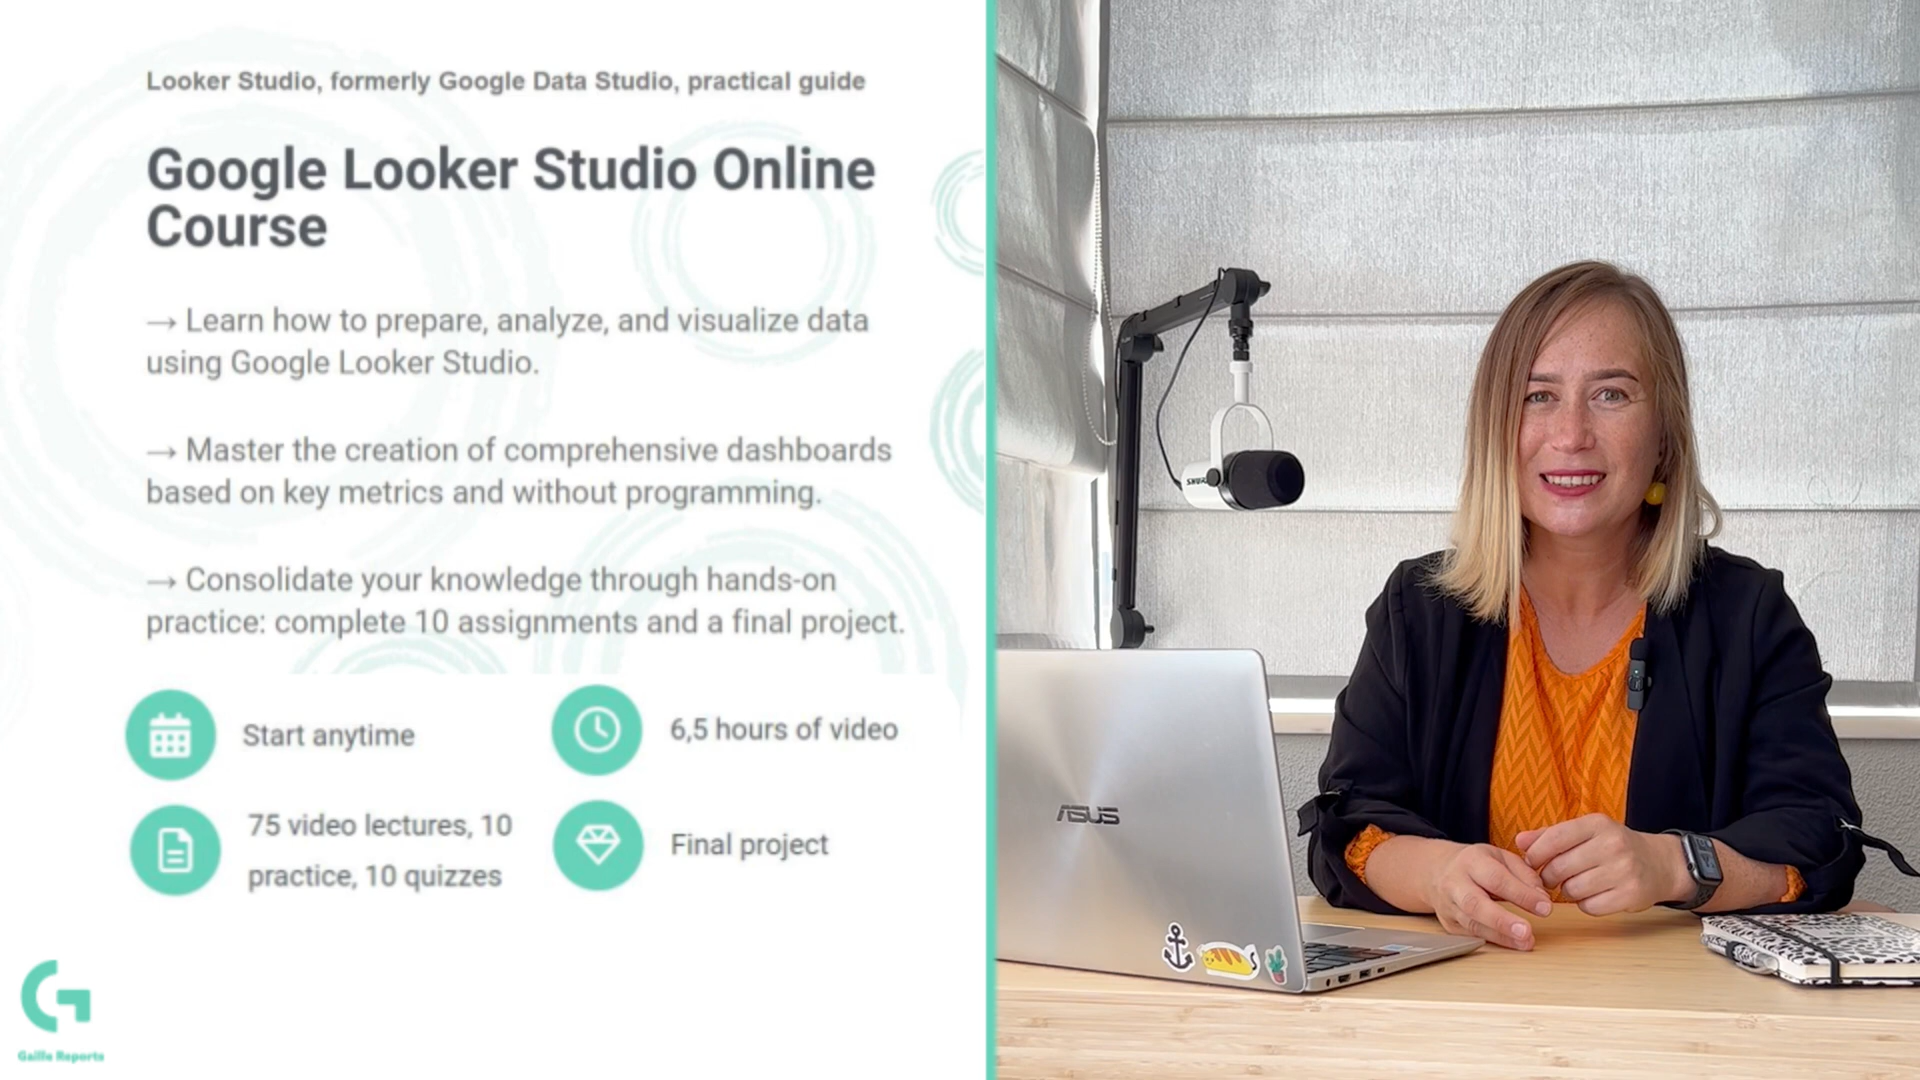 Looker Studio, formerly Google Data Studio, practical guide
Google Looker Studio Online
Course
→ Learn how to prepare, analyze, and visualize data
using Google Looker Studio.
→ Master the creation of comprehensive dashboards
based on key metrics and without programming.
→ Consolidate your knowledge through hands-on
practice: complete 10 assignments and a final project.
Start anytime
6,5 hours of video
75 video lectures, 10
practice, 10 quizzes
Final project
Gaille Reports
SHURE
ASUS